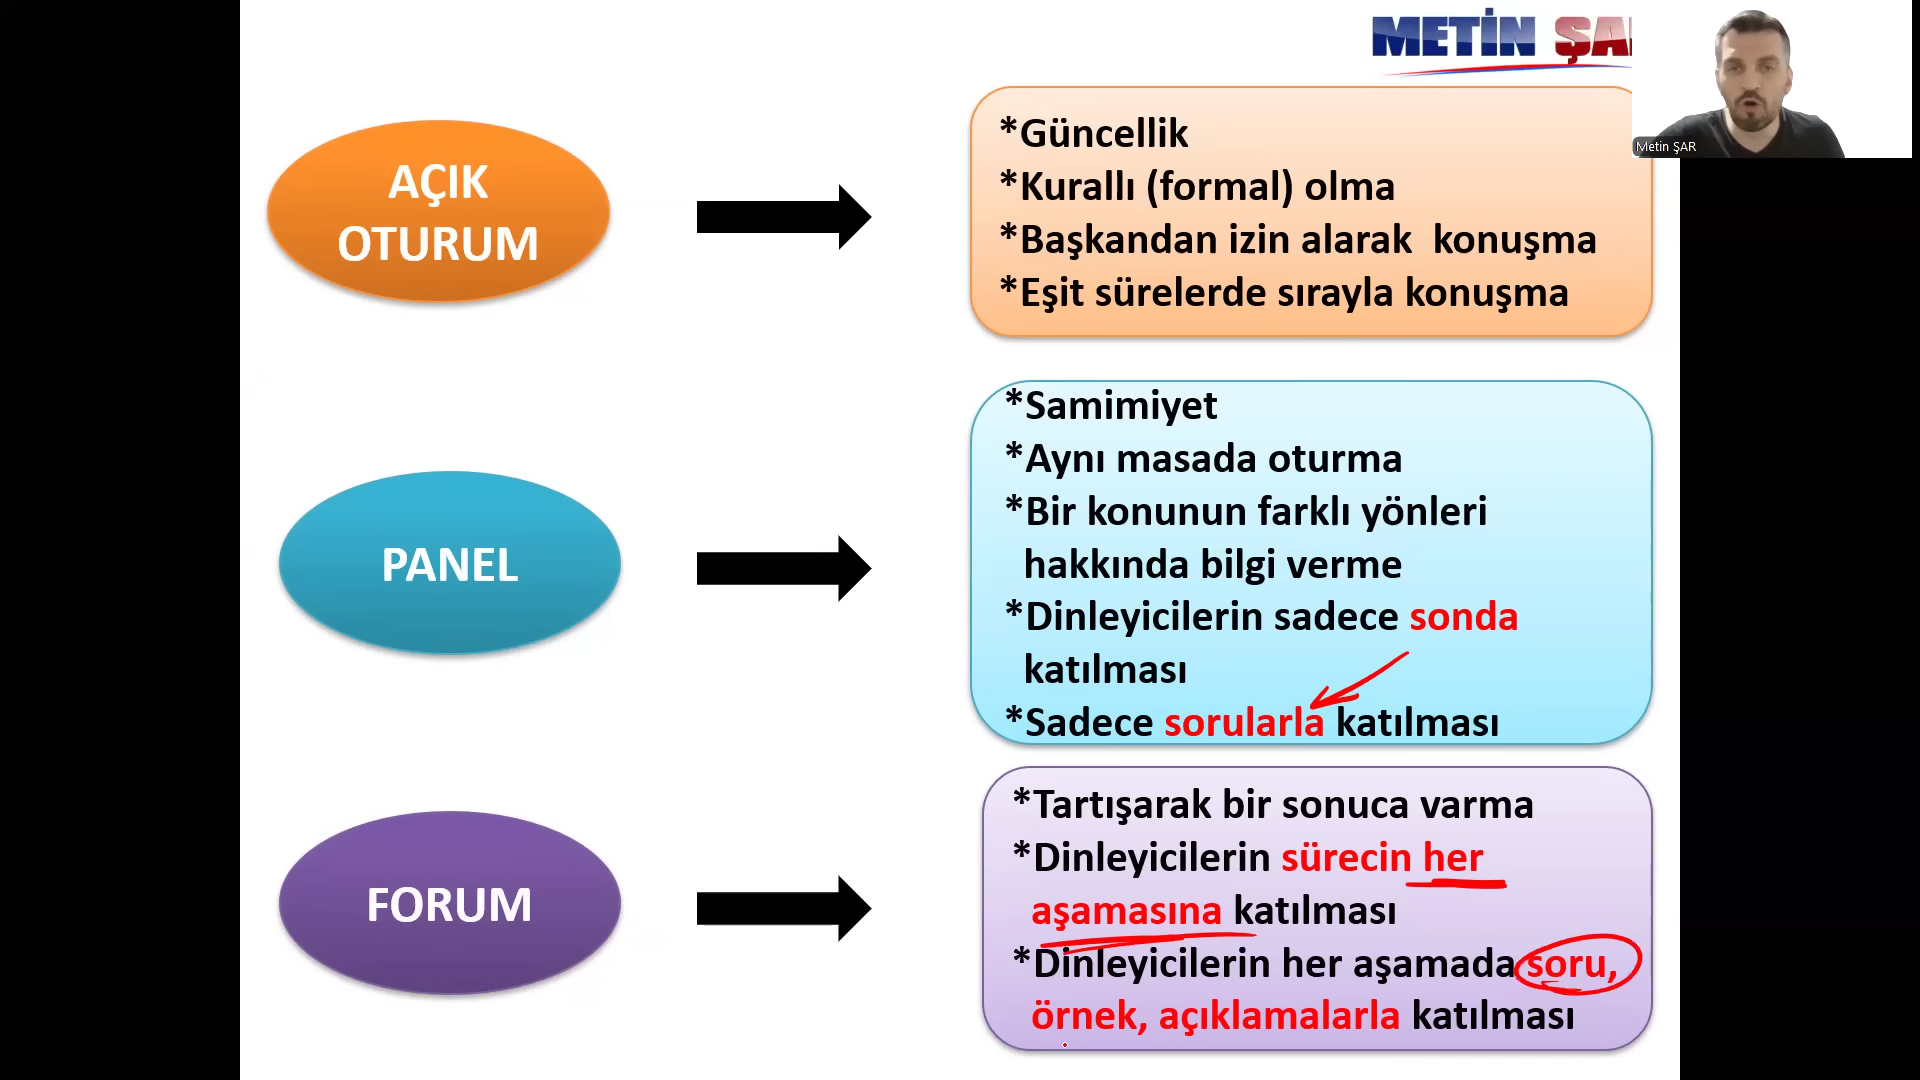 METİN ŞA
Metin ŞAR
AÇIK
OTURUM
*Güncellik
*Kurallı (formal) olma
*Başkandan izin alarak  konuşma
*Eşit sürelerde sırayla konuşma
PANEL
*Samimiyet
*Aynı masada oturma
*Bir konunun farklı yönleri
hakkında bilgi verme
*Dinleyicilerin sadece sonda
katılması
*Sadece sorularla katılması
FORUM
*Tartışarak bir sonuca varma
*Dinleyicilerin sürecin her
aşamasına katılması
*Dinleyicilerin her aşamada soru,
örnek, açıklamalarla katılması